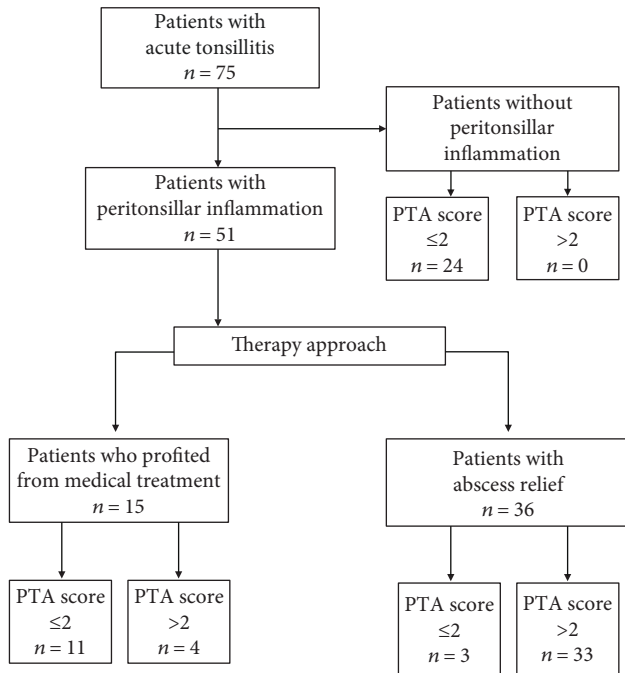 Patients with
acute tonsillitis
n = 75
Patients without
peritonsillar
inflammation
Patients with
peritonsillar inflammation
n = 51
PTA score
≤2
n = 24
PTA score
>2
n = 0
Therapy approach
Patients who profited
from medical treatment
n = 15
Patients with
abscess relief
n = 36
PTA score
≤2
n = 11
PTA score
>2
n = 4
PTA score
≤2
n = 3
PTA score
>2
n = 33